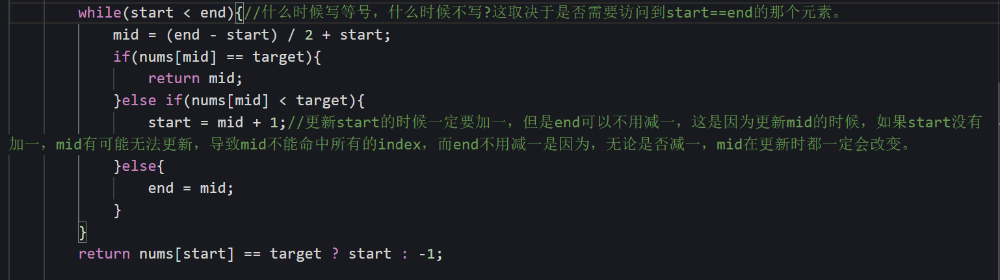 while(start < end){//什么时候写等号，什么时候不写?这取决于是否需要访问到start==end的那个元素。
mid = (end - start) / 2 + start;
if(nums[mid] == target){
return mid;
}else if(nums[mid] < target){
start = mid + 1;//更新start的时候一定要加一，但是end可以不用减一，这是因为更新mid的时候，如果start没有
加一，mid有可能无法更新，导致mid不能命中所有的index，而end不用减一是因为，无论是否减一，mid在更新时都一定会改变。
}else{
end = mid;
}
}
return nums[start] == target ? start : -1;